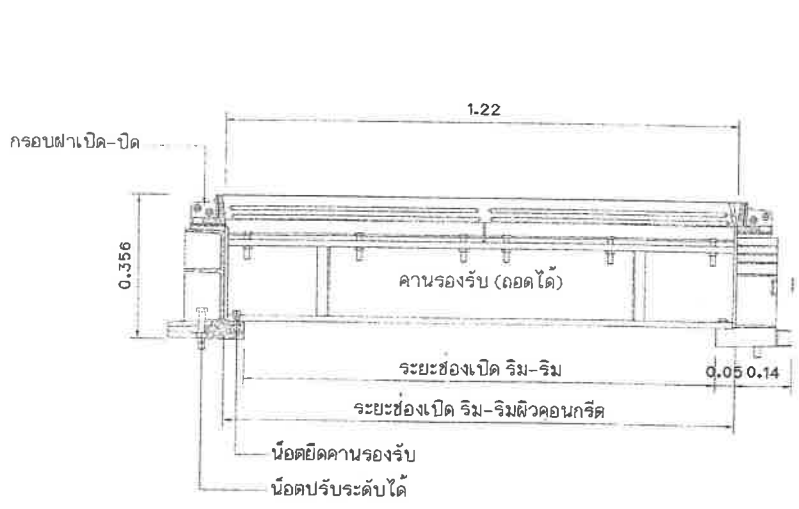 1.22
กรอบฝาเปิด-ปิด
0.356
คานรองรับ (ถอดได้)
ระยะช่องเปิด ริม-ริม
0.05 0.14
ระยะช่องเปิด ริม-ริมผิวคอนกรีต
น็อตยึดคานรองรับ
น็อตปรับระดับได้